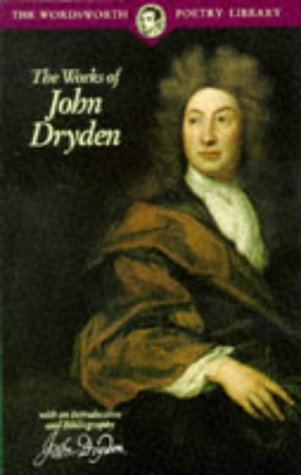 THE WORDSWORTH POETRY LIBRARY
The Works of
John
Dryden
with an Introduction
and Bibliography
John Dryden